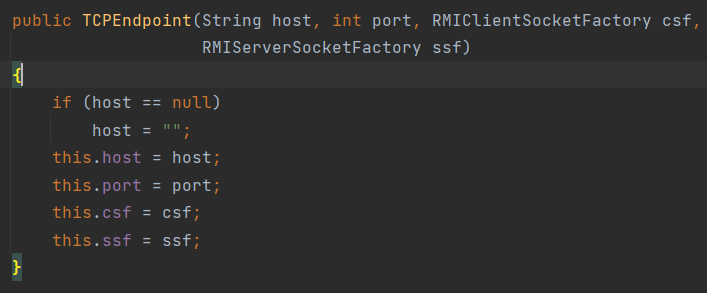 public TCPEndpoint(String host, int port, RMIClientSocketFactory csf,
RMIServerSocketFactory ssf)
{
if (host == null)
host = "";
this.host = host;
this.port = port;
this.csf = csf;
this.ssf = ssf;
}